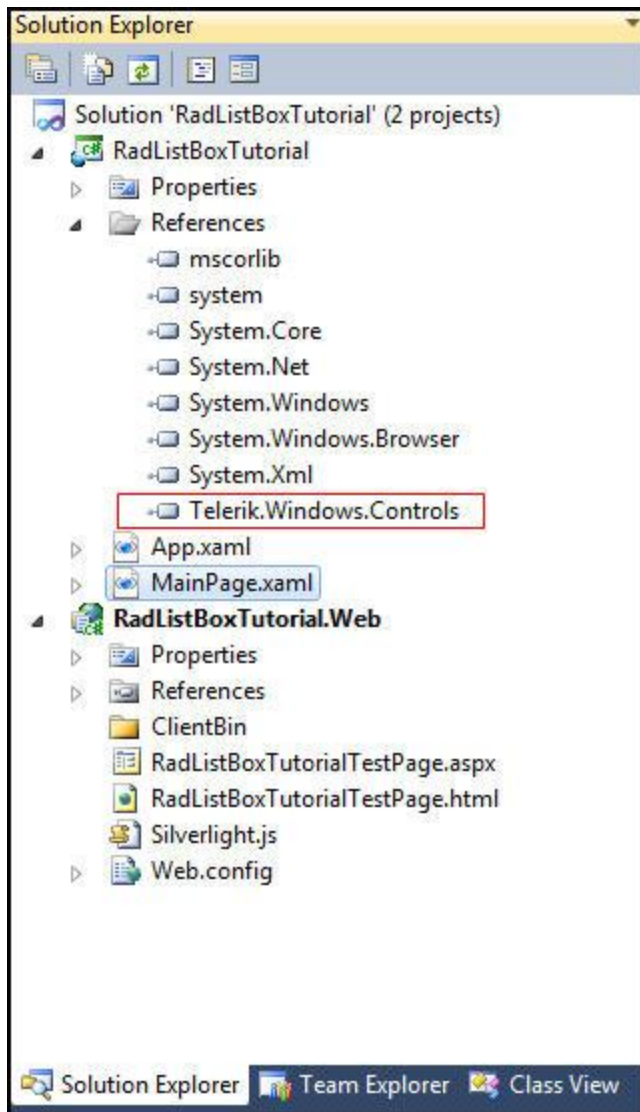 Solution Explorer
Solution 'RadListBoxTutorial' (2 projects)
RadListBoxTutorial
Properties
References
mscorlib
system
System.Core
System.Net
System.Windows
System.Windows.Browser
System.Xml
Telerik.Windows.Controls
App.xaml
MainPage.xaml
RadListBoxTutorial.Web
Properties
References
ClientBin
RadListBoxTutorialTestPage.aspx
RadListBoxTutorialTestPage.html
Silverlight.js
Web.config
Solution Explorer Team Explorer Class View